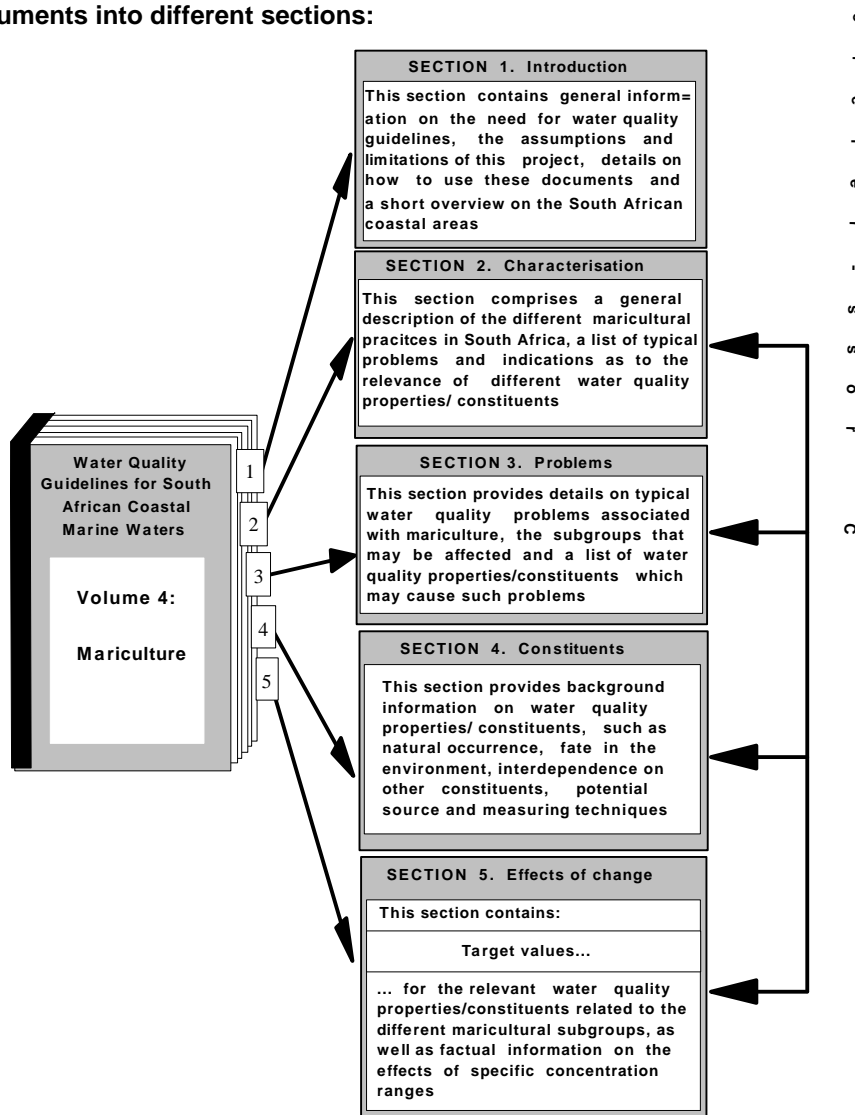 uments into different sections:
SECTION 1. Introduction
This section contains general inform=
ation on the need for water quality
guidelines, the assumptions and
limitations of this project, details on
how to use these documents and
a short overview on the South African
coastal areas
SECTION 2. Characterisation
This section comprises a general
description of the different maricultural
pracitces in South Africa, a list of typical
problems and indications as to the
relevance of different water quality
properties/ constituents
Water Quality
Guidelines for South
African Coastal
Marine Waters
Volume 4:
Mariculture
1
2
3
4
5
SECTION 3. Problems
This section provides details on typical
water quality problems associated
with mariculture, the subgroups that
may be affected and a list of water
quality properties/constituents which
may cause such problems
SECTION 4. Constituents
This section provides background
information on water quality
properties/ constituents, such as
natural occurrence, fate in the
environment, interdependence on
other constituents, potential
source and measuring techniques
SECTION 5. Effects of change
This section contains:
Target values...
... for the relevant water quality
properties/constituents related to the
different maricultural subgroups, as
well as factual information on the
effects of specific concentration
ranges